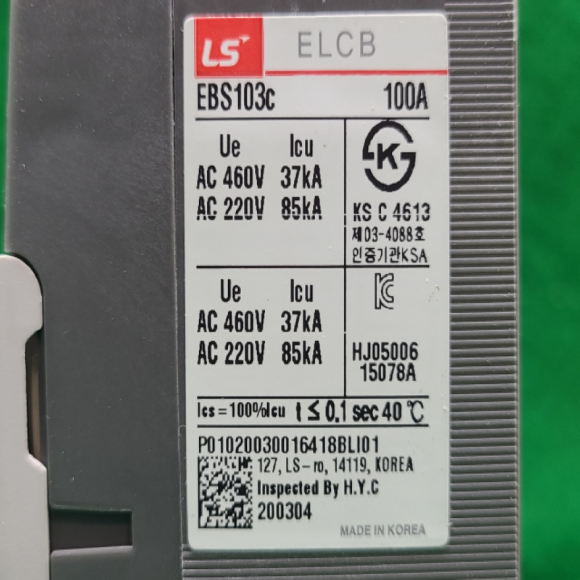 LS ELCB
EBS103c 100A
Ue Icu
AC 460V 37kA
AC 220V 85kA
K
KS C 4613
제03-4088호
인증기관KSA
Ue Icu
AC 460V 37kA
AC 220V 85kA
HJ05006
15078A
Ics=100%Icu t≤0.1 sec 40℃
P01020030016418BLI01
127, LS-ro, 14119, KOREA
Inspected By H.Y.C
200304
MADE IN KOREA